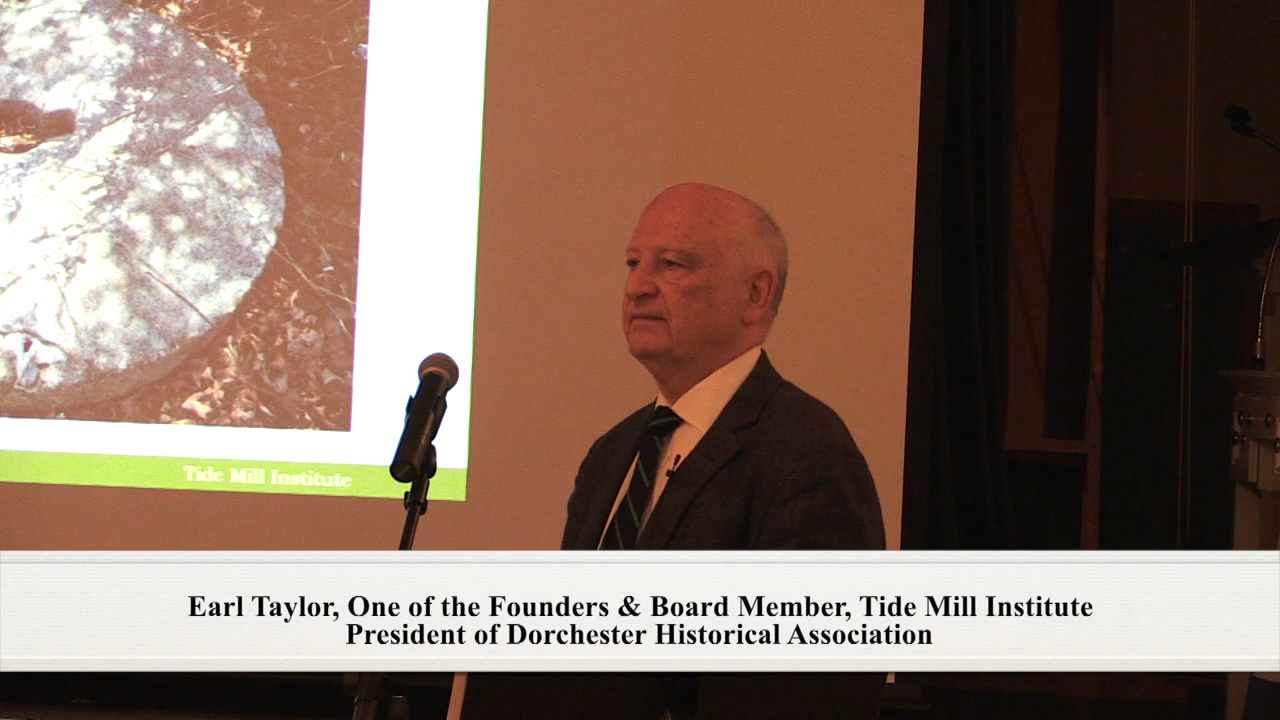 Tide Mill Institute
Earl Taylor, One of the Founders & Board Member, Tide Mill Institute
President of Dorchester Historical Association